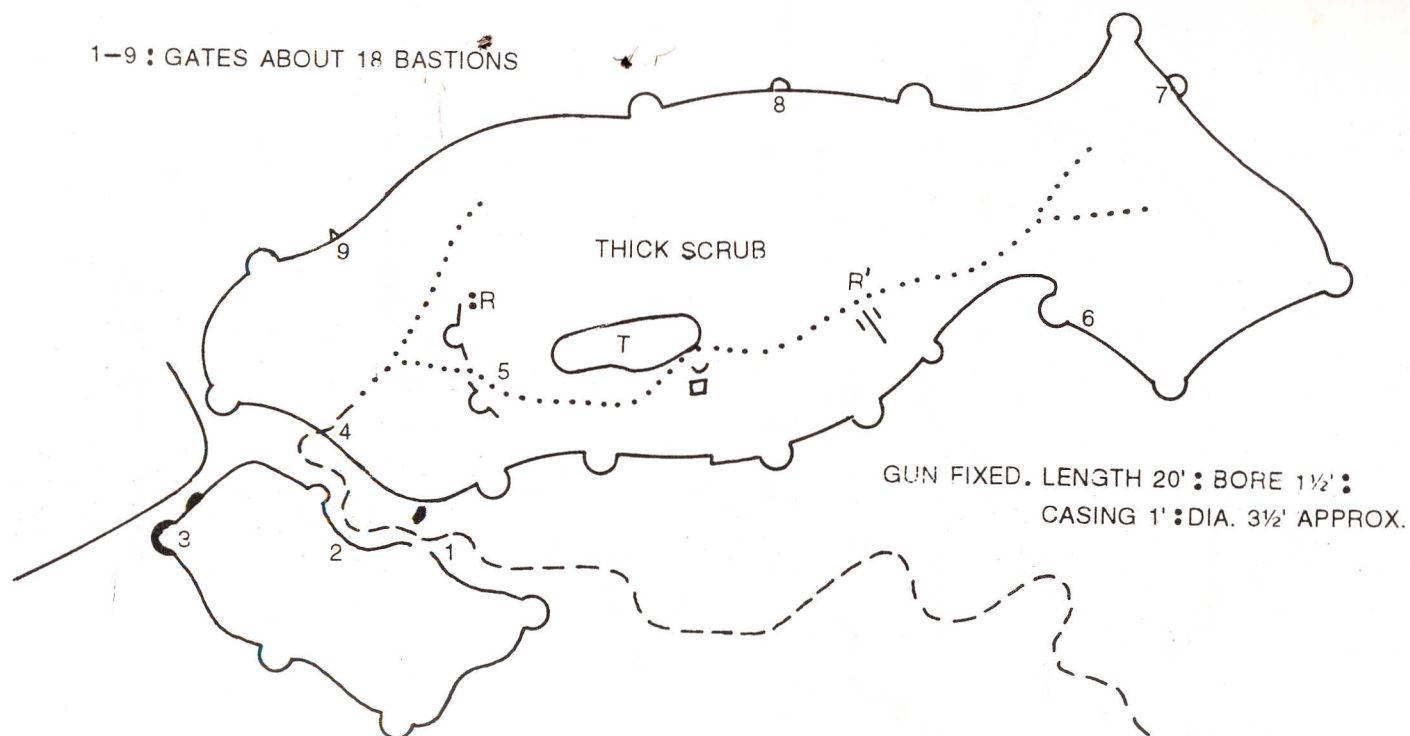 1–9 : GATES ABOUT 18 BASTIONS
8
7
9
THICK SCRUB
R
R'
6
T
5
4
GUN FIXED. LENGTH 20' : BORE 1½' :
CASING 1' : DIA. 3½' APPROX.
3
2
1